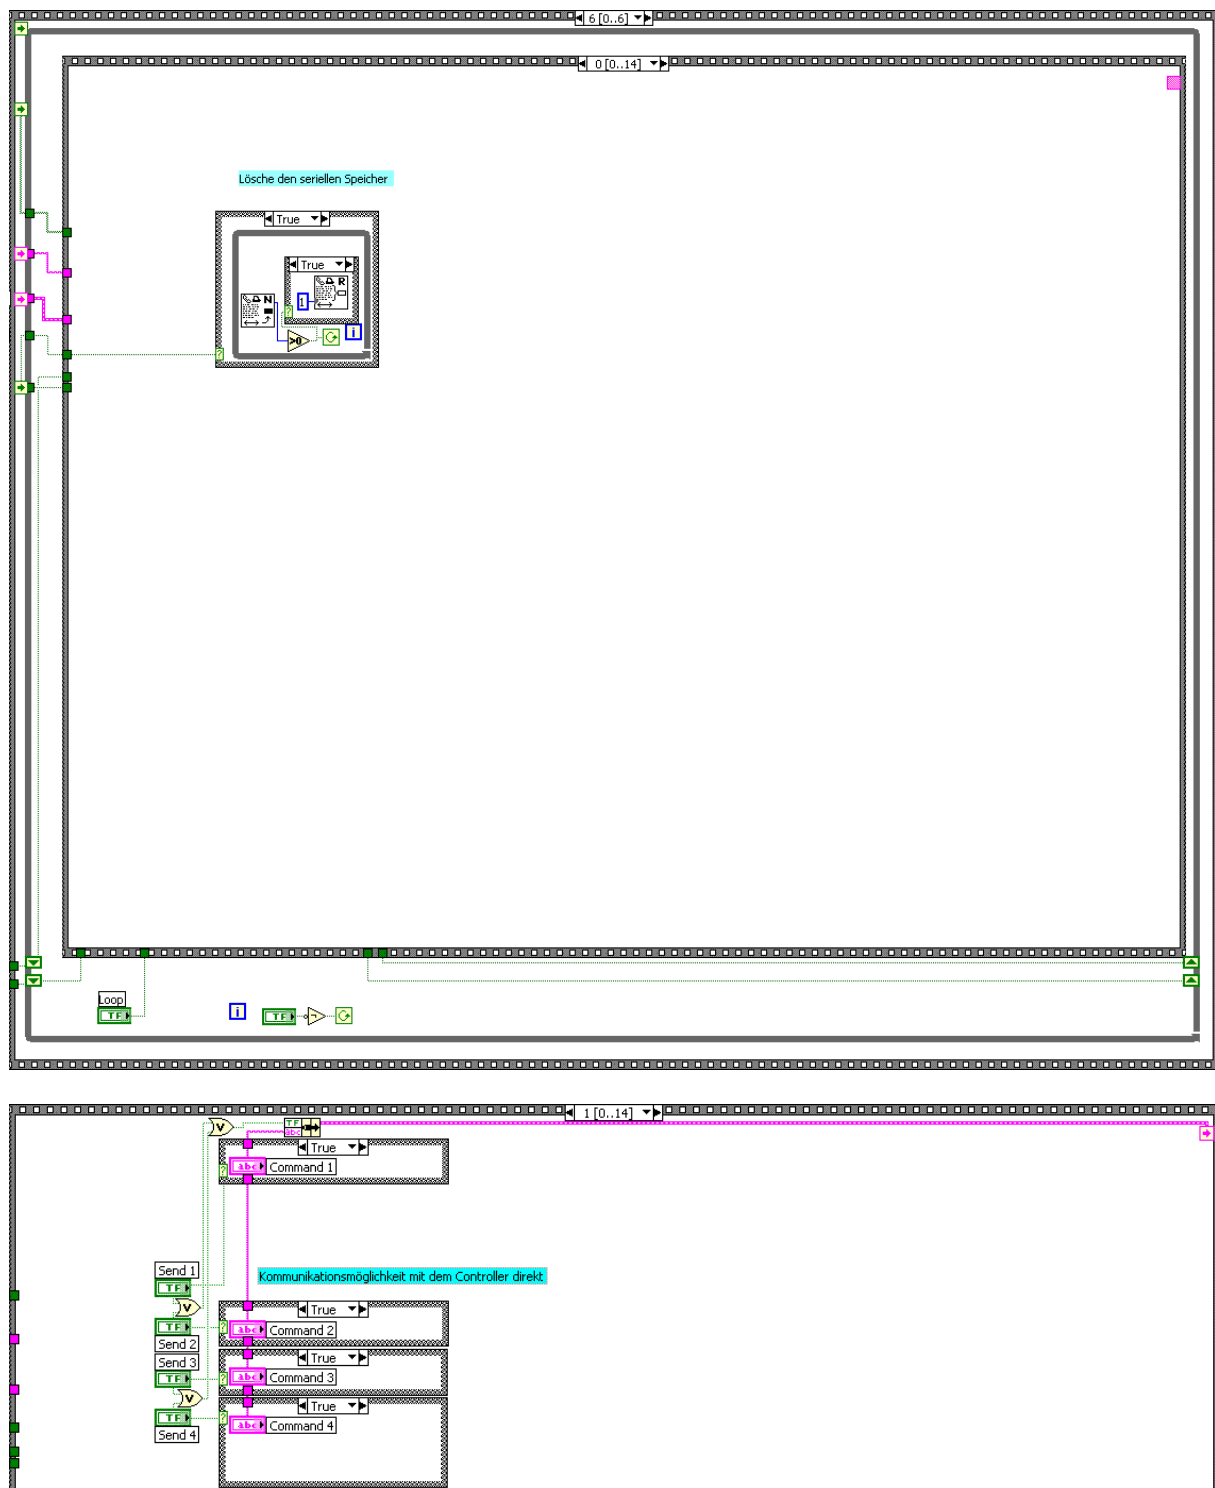 6 [0..6]
0 [0..14]
Lösche den seriellen Speicher
True
True
N
R
1
?
>0
i
?
Loop
TF
i
TF
1 [0..14]
V
TF
abc
True
?
abc
Command 1
Send 1
Kommunikationsmöglichkeit mit dem Controller direkt
TF
V
True
TF
?
abc
Command 2
Send 2
True
Send 3
TF
?
abc
Command 3
V
True
TF
?
abc
Command 4
Send 4